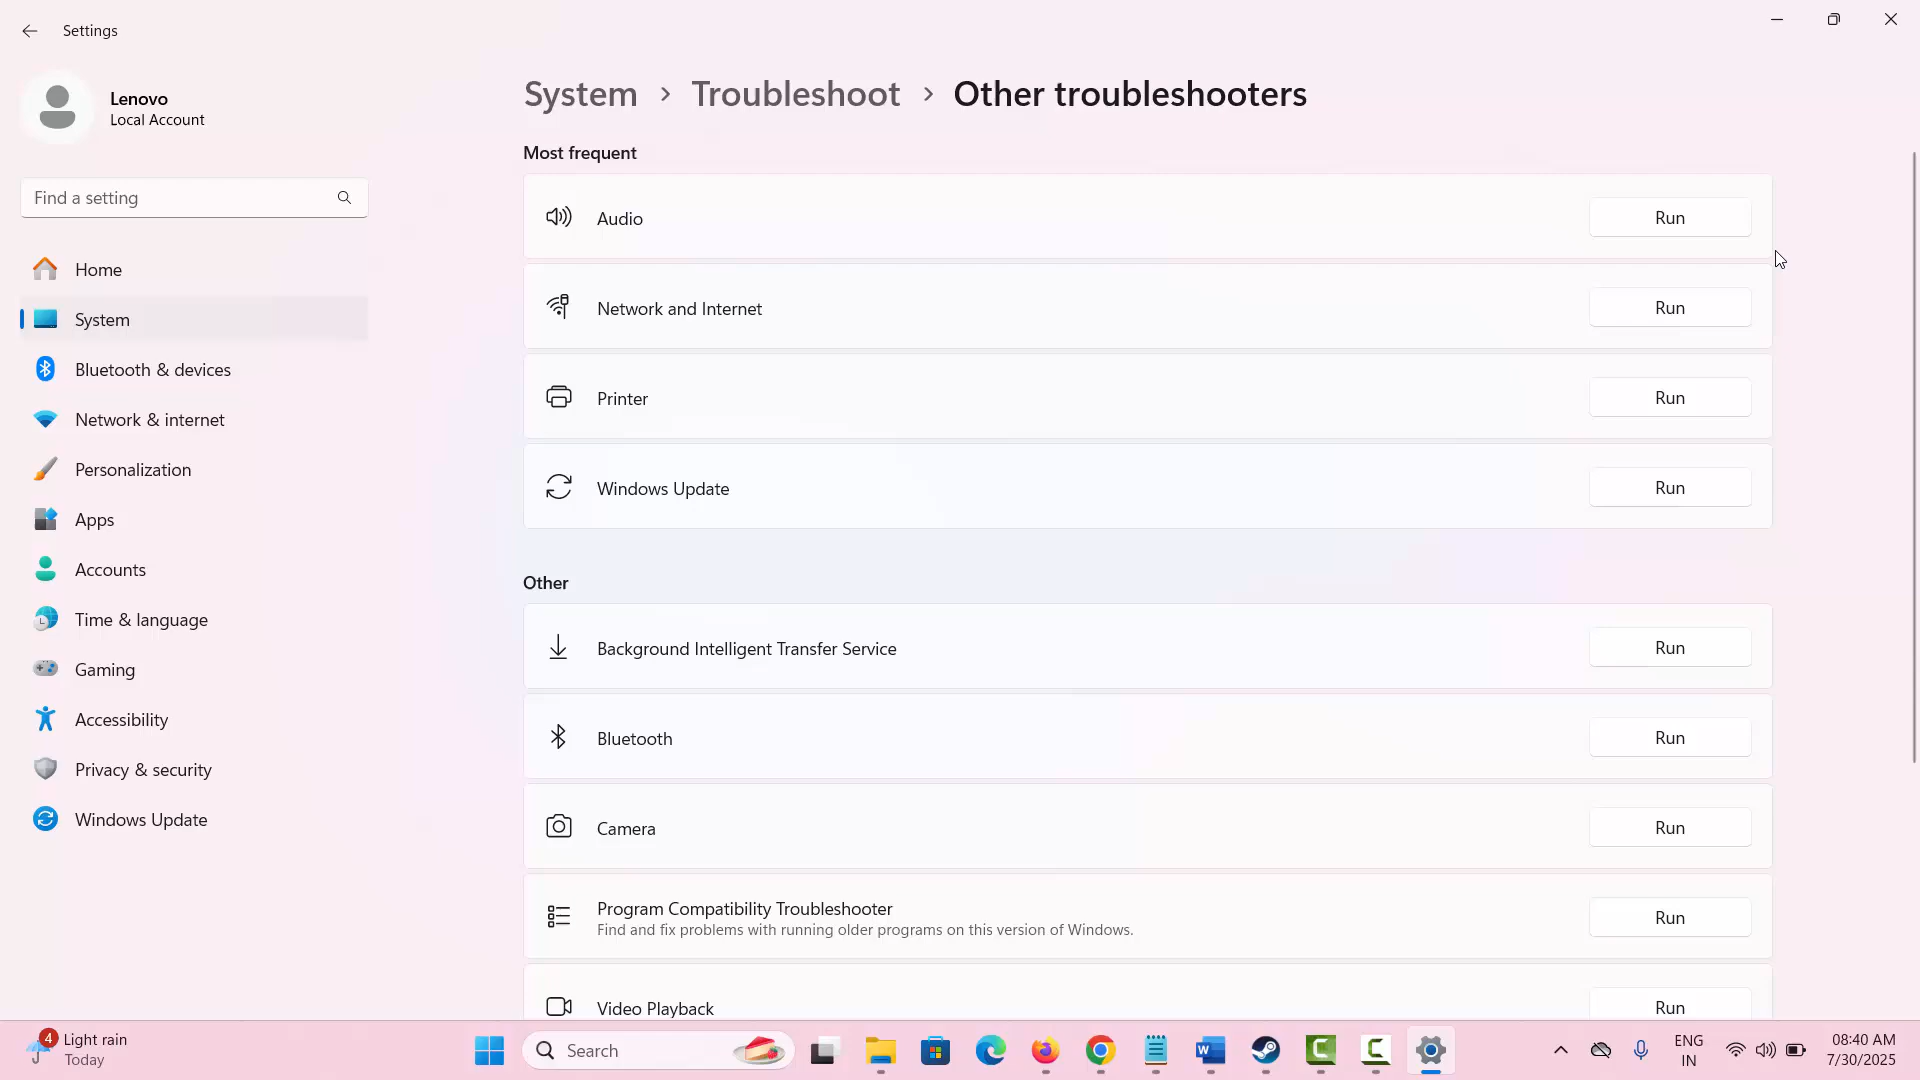 Settings
Lenovo
Local Account
Find a setting
Home
System
Bluetooth & devices
Network & internet
Personalization
Apps
Accounts
Time & language
Gaming
Accessibility
Privacy & security
Windows Update
System > Troubleshoot > Other troubleshooters
Most frequent
Audio Run
Network and Internet Run
Printer Run
Windows Update Run
Other
Background Intelligent Transfer Service Run
Bluetooth Run
Camera Run
Program Compatibility Troubleshooter Run
Find and fix problems with running older programs on this version of Windows.
Video Playback Run
4 Light rain
Today
Search
ENG
IN
08:40 AM
7/30/2025